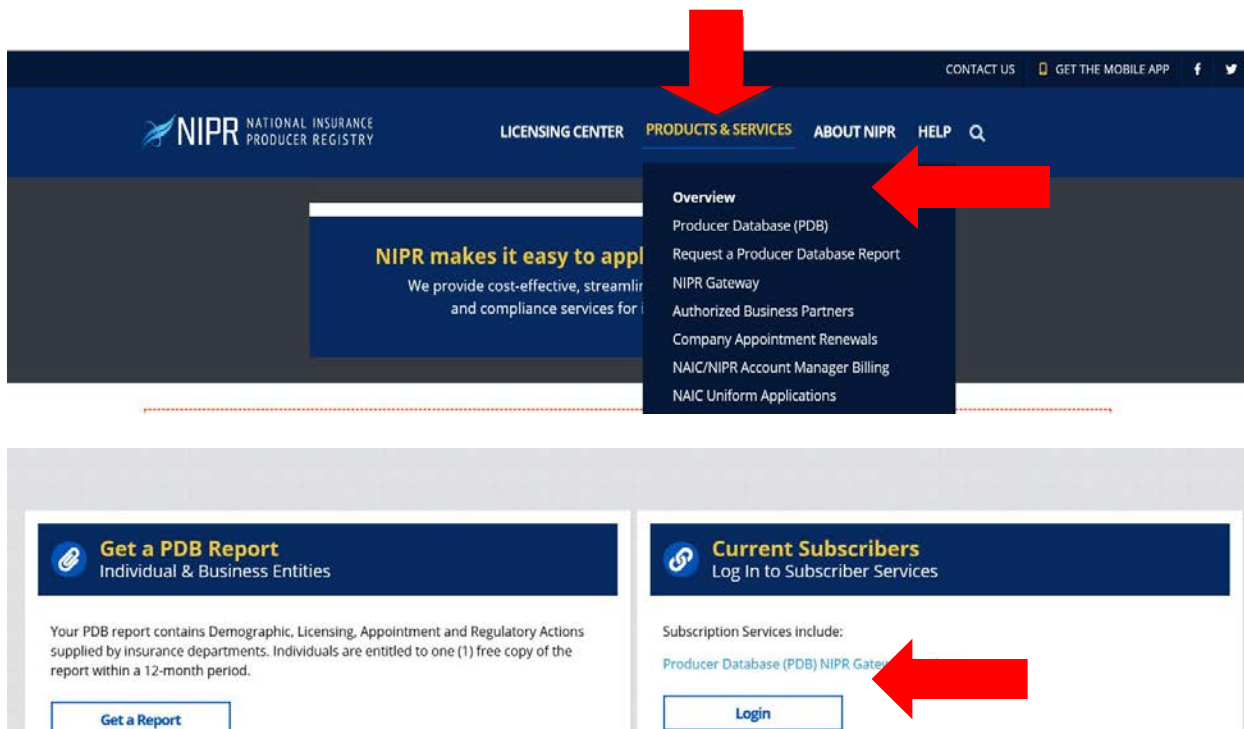 CONTACT US GET THE MOBILE APP
NIPR NATIONAL INSURANCE
PRODUCER REGISTRY
LICENSING CENTER PRODUCTS & SERVICES ABOUT NIPR HELP
Overview
Producer Database (PDB)
Request a Producer Database Report
NIPR Gateway
Authorized Business Partners
Company Appointment Renewals
NAIC/NIPR Account Manager Billing
NAIC Uniform Applications
NIPR makes it easy to appl
We provide cost-effective, streamlin
and compliance services for i
Get a PDB Report
Individual & Business Entities
Your PDB report contains Demographic, Licensing, Appointment and Regulatory Actions
supplied by insurance departments. Individuals are entitled to one (1) free copy of the
report within a 12-month period.
Get a Report
Current Subscribers
Log In to Subscriber Services
Subscription Services include:
Producer Database (PDB) NIPR
Login